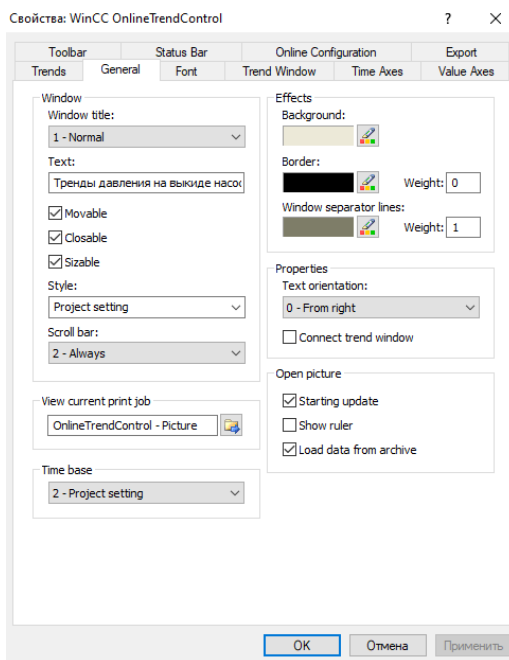 Свойства: WinCC OnlineTrendControl
? ×
Toolbar Status Bar Online Configuration Export
Trends General Font Trend Window Time Axes Value Axes
Window
Window title:
1 - Normal
Text:
Тренды давления на выкиде насос
Movable
Closable
Sizable
Style:
Project setting
Scroll bar:
2 - Always
View current print job
OnlineTrendControl - Picture
Time base
2 - Project setting
Effects
Background:
Border:
Weight: 0
Window separator lines:
Weight: 1
Properties
Text orientation:
0 - From right
Connect trend window
Open picture
Starting update
Show ruler
Load data from archive
OK Отмена Применить